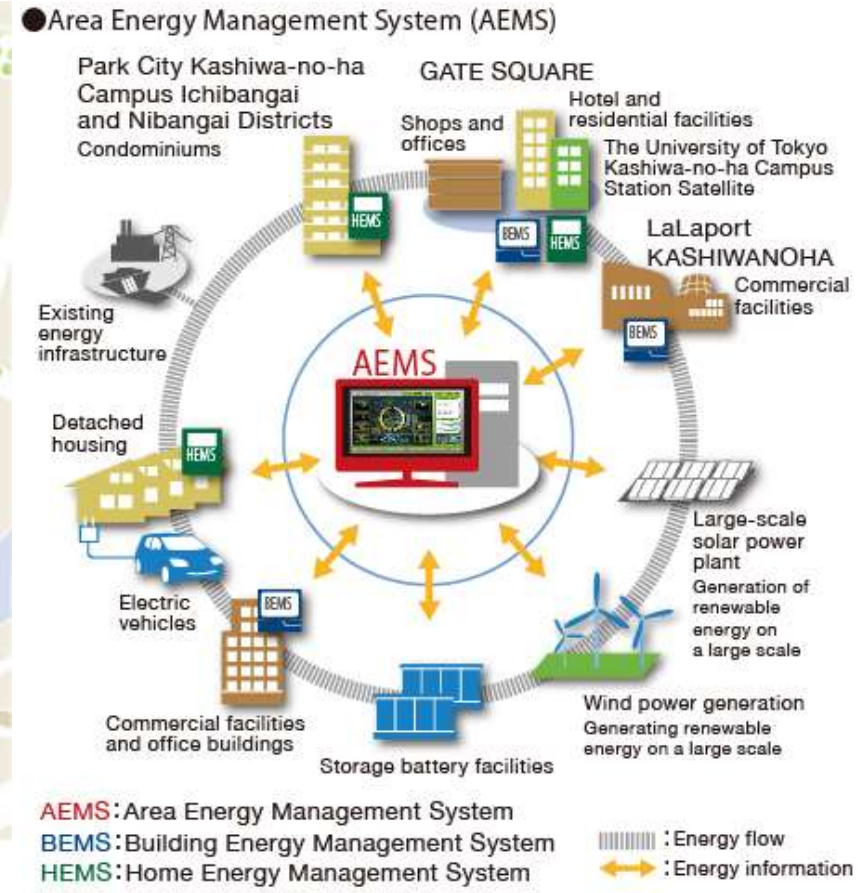 ●Area Energy Management System (AEMS)
Park City Kashiwa-no-ha
Campus Ichibangai
and Nibangai Districts
Condominiums
GATE SQUARE
Shops and
offices
Hotel and
residential facilities
The University of Tokyo
Kashiwa-no-ha Campus
Station Satellite
HEMS
BEMS
HEMS
LaLaport
KASHIWANOHA
Commercial
facilities
BEMS
Existing
energy
infrastructure
AEMS
Detached
housing
HEMS
Large-scale
solar power
plant
Generation of
renewable
energy on
a large scale
Electric
vehicles
BEMS
Commercial facilities
and office buildings
Storage battery facilities
Wind power generation
Generating renewable
energy on a large scale
AEMS:Area Energy Management System
BEMS:Building Energy Management System
HEMS:Home Energy Management System
:Energy flow
:Energy information